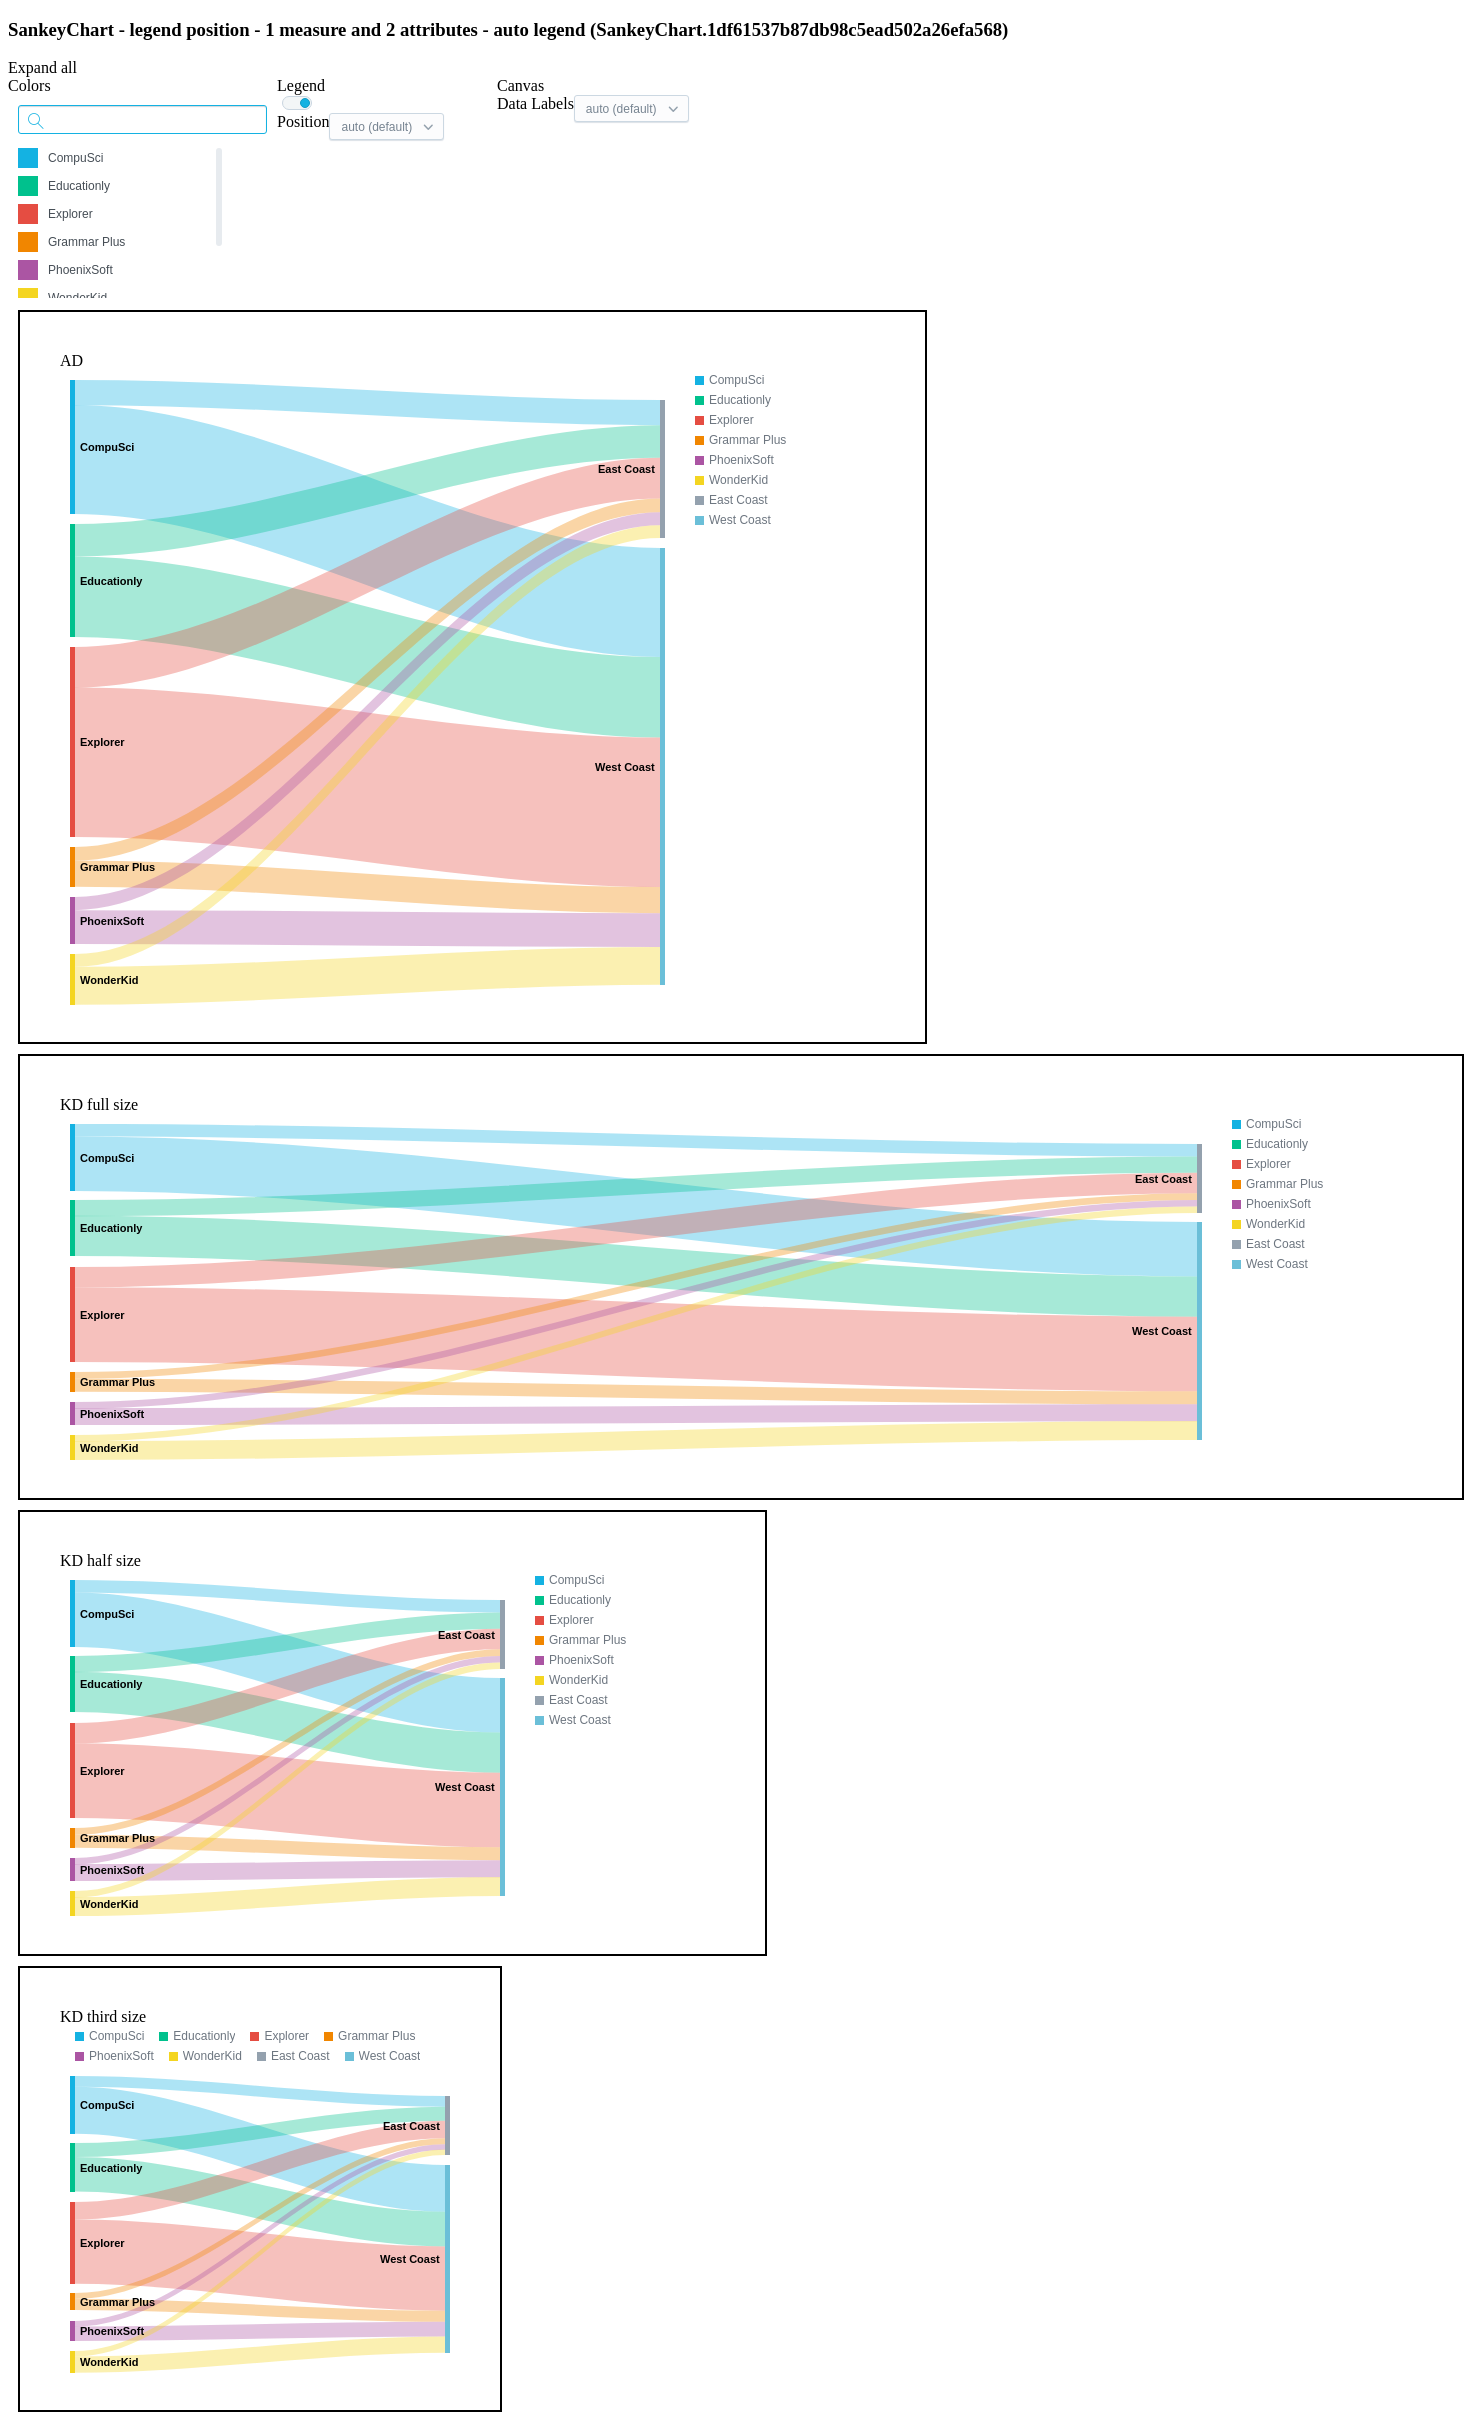 SankeyChart - legend position - 1 measure and 2 attributes - auto legend (SankeyChart.1df61537b87db98c5ead502a26efa568)
Expand all
Colors
Legend
Canvas
Data Labels auto (default)
Position auto (default)
CompuSci
Educationly
Explorer
Grammar Plus
PhoenixSoft
WonderKid
AD
CompuSci
Educationly
Explorer
Grammar Plus
PhoenixSoft
WonderKid
East Coast
West Coast
CompuSci
Educationly
Explorer
Grammar Plus
PhoenixSoft
WonderKid
East Coast
West Coast
KD full size
CompuSci
Educationly
Explorer
Grammar Plus
PhoenixSoft
WonderKid
East Coast
West Coast
CompuSci
Educationly
Explorer
Grammar Plus
PhoenixSoft
WonderKid
East Coast
West Coast
KD half size
CompuSci
Educationly
Explorer
Grammar Plus
PhoenixSoft
WonderKid
East Coast
West Coast
CompuSci
Educationly
Explorer
Grammar Plus
PhoenixSoft
WonderKid
East Coast
West Coast
KD third size
CompuSci Educationly Explorer Grammar Plus
PhoenixSoft WonderKid East Coast West Coast
CompuSci
Educationly
Explorer
Grammar Plus
PhoenixSoft
WonderKid
East Coast
West Coast